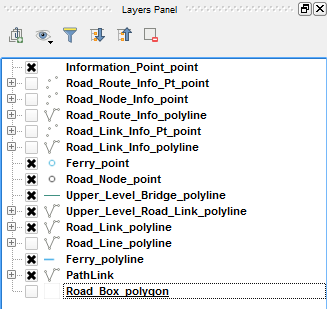 Layers Panel
Information_Point_point
Road_Route_Info_Pt_point
Road_Node_Info_point
Road_Route_Info_polyline
Road_Link_Info_Pt_point
Road_Link_Info_polyline
Ferry_point
Road_Node_point
Upper_Level_Bridge_polyline
Upper_Level_Road_Link_polyline
Road_Link_polyline
Road_Line_polyline
Ferry_polyline
PathLink
Road_Box_polygon